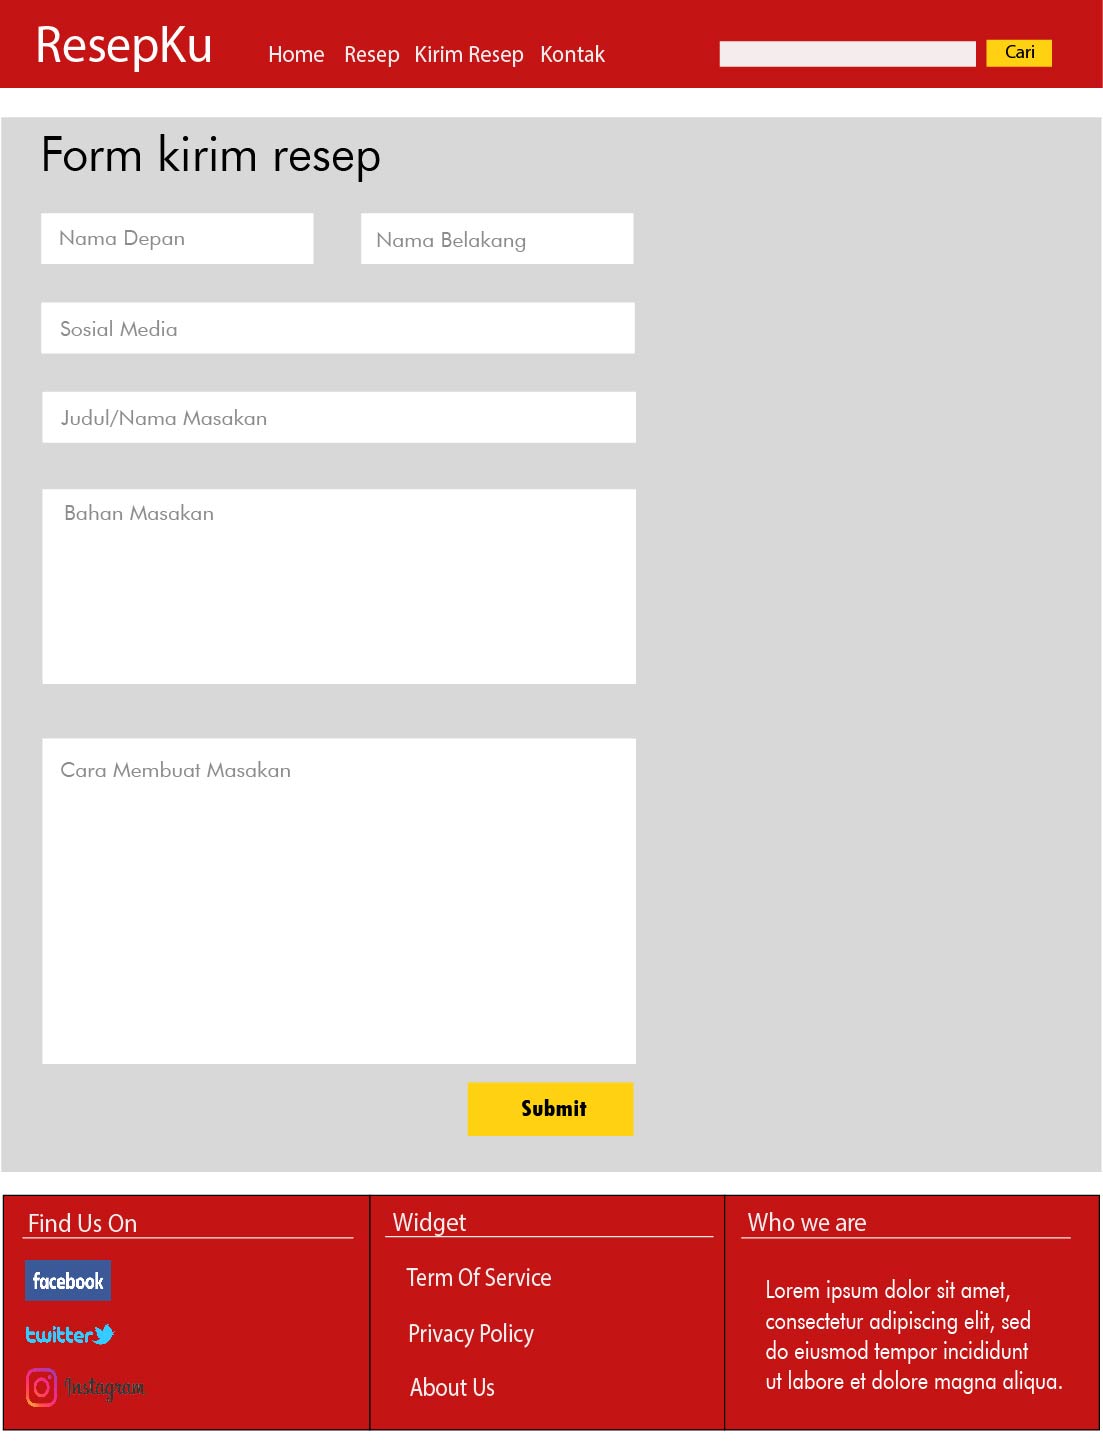 ResepKu
Home Resep Kirim Resep Kontak
Cari
Form kirim resep
Nama Depan
Nama Belakang
Sosial Media
Judul/Nama Masakan
Bahan Masakan
Cara Membuat Masakan
Submit
Find Us On
facebook
twitter
Instagram
Widget
Term Of Service
Privacy Policy
About Us
Who we are
Lorem ipsum dolor sit amet,
consectetur adipiscing elit, sed
do eiusmod tempor incididunt
ut labore et dolore magna aliqua.